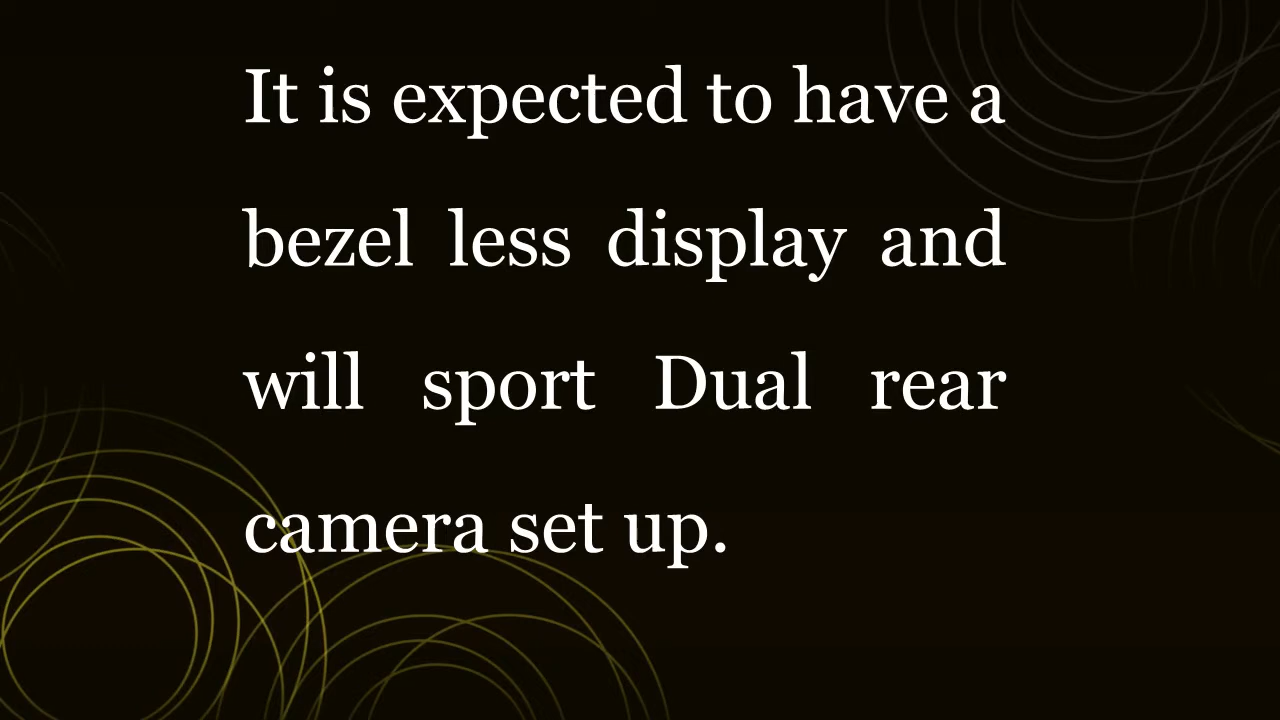 It is expected to have a
bezel less display and
will sport Dual rear
camera set up.